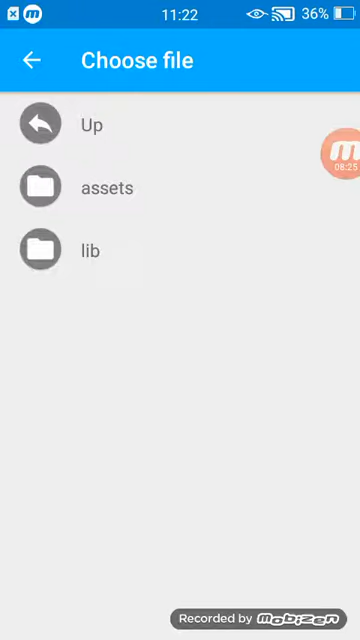 11:22
36%
Choose file
Up
assets
08:25
lib
Recorded by mobizen